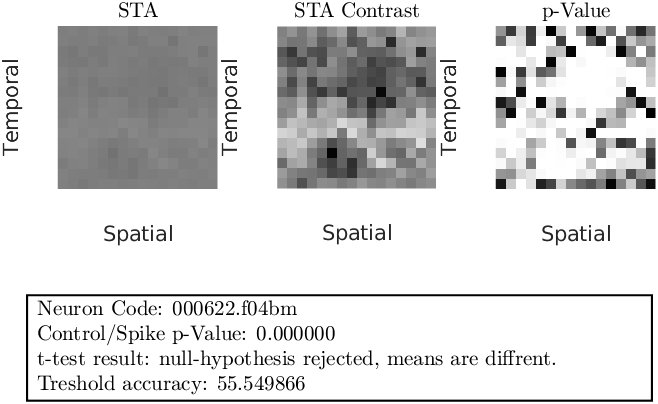 STA
STA Contrast
p-Value
Temporal
Temporal
Temporal
Spatial
Spatial
Spatial
Neuron Code: 000622.f04bm
Control/Spike p-Value: 0.000000
t-test result: null-hypothesis rejected, means are diffrent.
Treshold accuracy: 55.549866